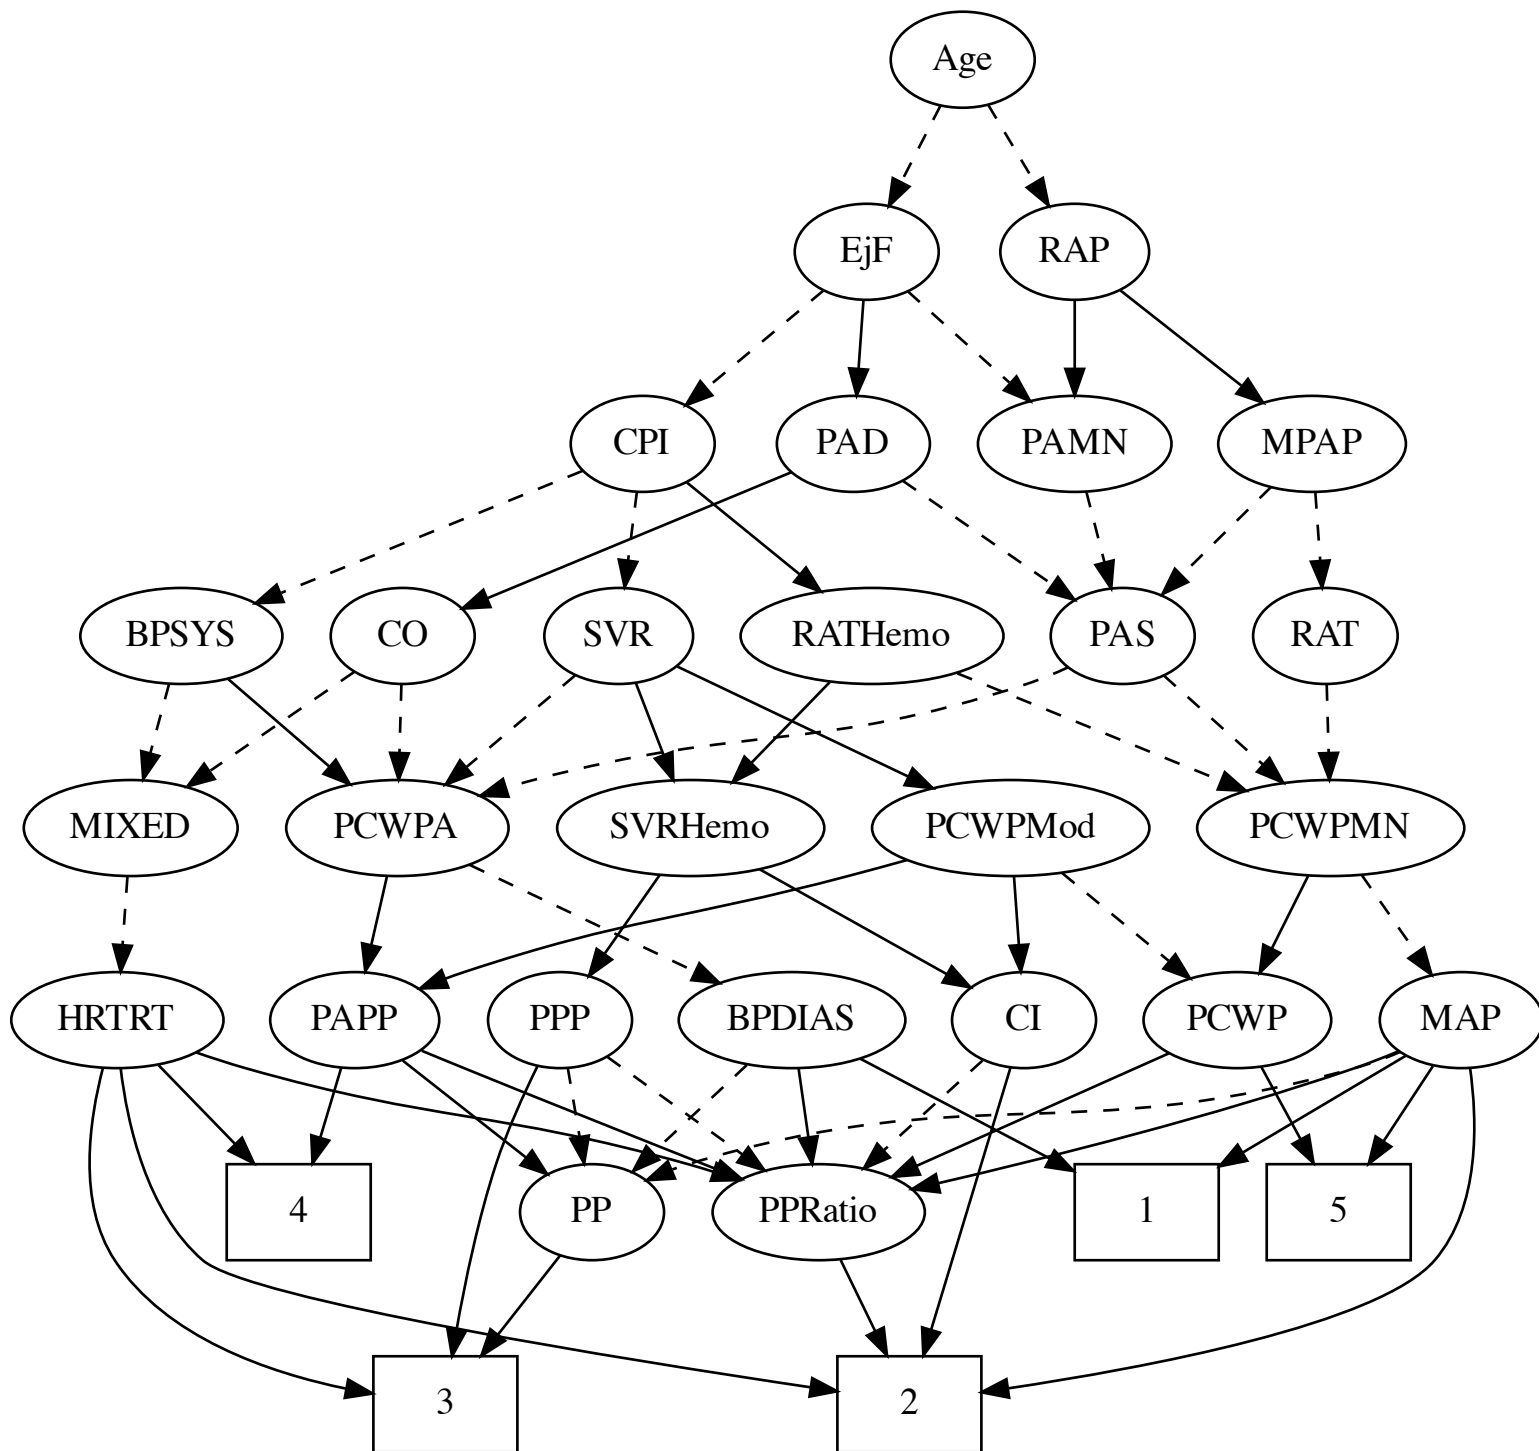 Age
EjF RAP
CPI PAD PAMN MPAP
BPSYS CO SVR RATHemo PAS RAT
MIXED PCWPA SVRHemo PCWPMod PCWPMN
HRTRT PAPP PPP BPDIAS CI PCWP MAP
4 PP PPRatio 1 5
3 2